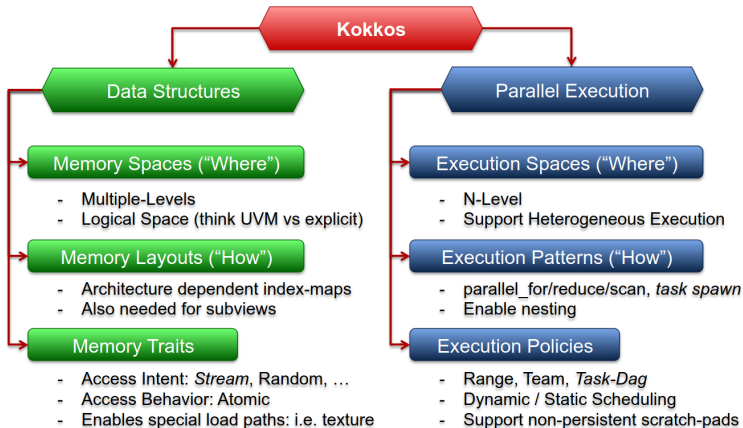 Kokkos
Data Structures
Memory Spaces (“Where”)
- Multiple-Levels
- Logical Space (think UVM vs explicit)
Memory Layouts (“How”)
- Architecture dependent index-maps
- Also needed for subviews
Memory Traits
- Access Intent: Stream, Random, …
- Access Behavior: Atomic
- Enables special load paths: i.e. texture
Parallel Execution
Execution Spaces (“Where”)
- N-Level
- Support Heterogeneous Execution
Execution Patterns (“How”)
- parallel_for/reduce/scan, task spawn
- Enable nesting
Execution Policies
- Range, Team, Task-Dag
- Dynamic / Static Scheduling
- Support non-persistent scratch-pads